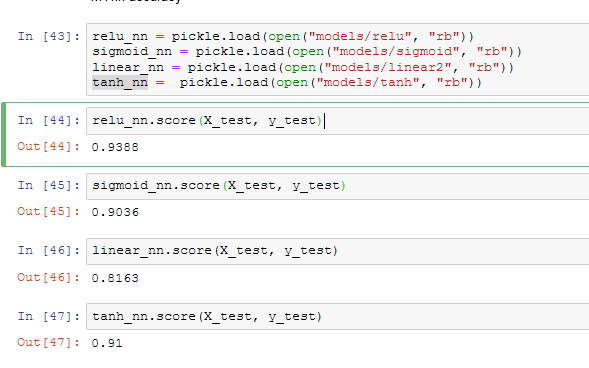 In [43]: relu_nn = pickle.load(open("models/relu", "rb"))
sigmoid_nn = pickle.load(open("models/sigmoid", "rb"))
linear_nn = pickle.load(open("models/linear2", "rb"))
tanh_nn =  pickle.load(open("models/tanh", "rb"))
In [44]: relu_nn.score(X_test, y_test)
Out[44]: 0.9388
In [45]: sigmoid_nn.score(X_test, y_test)
Out[45]: 0.9036
In [46]: linear_nn.score(X_test, y_test)
Out[46]: 0.8163
In [47]: tanh_nn.score(X_test, y_test)
Out[47]: 0.91